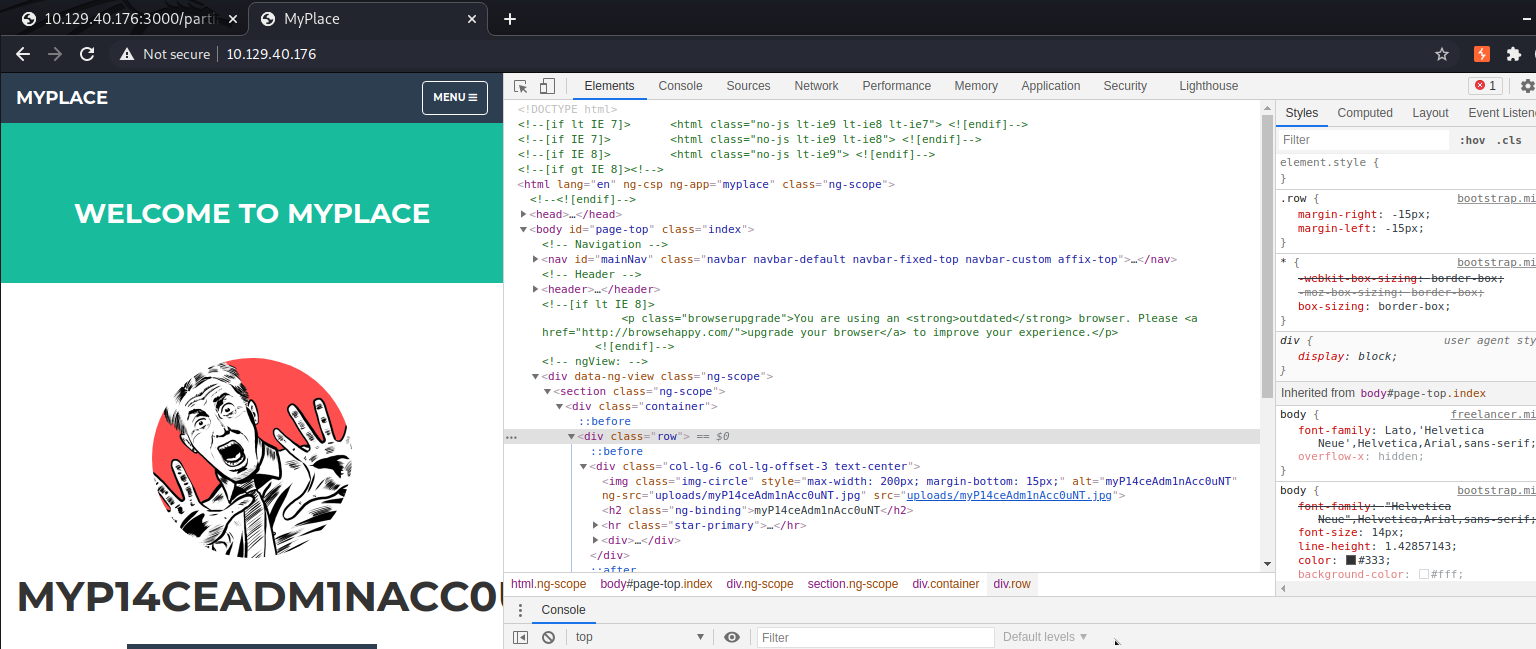 10.129.40.176:3000/parti
MyPlace
Not secure | 10.129.40.176
MYPLACE
MENU
WELCOME TO MYPLACE
MYP14CEADM1NACC0U
Elements Console Sources Network Performance Memory Application Security Lighthouse 1
<!DOCTYPE html>
<!--[if lt IE 7]> <html class="no-js lt-ie9 lt-ie8 lt-ie7"> <![endif]-->
<!--[if IE 7]> <html class="no-js lt-ie9 lt-ie8"> <![endif]-->
<!--[if IE 8]> <html class="no-js lt-ie9"> <![endif]-->
<!--[if gt IE 8]><!-->
<html lang="en" ng-csp ng-app="myplace" class="ng-scope">
<!--<![endif]-->
<head>…</head>
<body id="page-top" class="index">
<!-- Navigation -->
<nav id="mainNav" class="navbar navbar-default navbar-fixed-top navbar-custom affix-top">…</nav>
<!-- Header -->
<header>…</header>
<!--[if lt IE 8]>
<p class="browserupgrade">You are using an <strong>outdated</strong> browser. Please <a
href="http://browsehappy.com/">upgrade your browser</a> to improve your experience.</p>
<![endif]-->
<!-- ngView: -->
<div data-ng-view class="ng-scope">
<section class="ng-scope">
<div class="container">
::before
… <div class="row"> == $0
::before
<div class="col-lg-6 col-lg-offset-3 text-center">
<img class="img-circle" style="max-width: 200px; margin-bottom: 15px;" alt="myP14ceAdm1nAcc0uNT"
ng-src="uploads/myP14ceAdm1nAcc0uNT.jpg" src="uploads/myP14ceAdm1nAcc0uNT.jpg">
<h2 class="ng-binding">myP14ceAdm1nAcc0uNT</h2>
<hr class="star-primary">…</hr>
<div>…</div>
</div>
::after
html.ng-scope body#page-top.index div.ng-scope section.ng-scope div.container div.row
Console
top Filter Default levels
Styles Computed Layout Event Listen
Filter :hov .cls
element.style {
}
.row { bootstrap.mi
margin-right: -15px;
margin-left: -15px;
}
* { bootstrap.mi
-webkit-box-sizing: border-box;
-moz-box-sizing: border-box;
box-sizing: border-box;
}
div { user agent sty
display: block;
}
Inherited from body#page-top.index
body { freelancer.mi
font-family: Lato,'Helvetica
Neue',Helvetica,Arial,sans-serif;
overflow-x: hidden;
}
body { bootstrap.mi
font-family: "Helvetica
Neue",Helvetica,Arial,sans-serif;
font-size: 14px;
line-height: 1.42857143;
color: #333;
background-color: #fff;